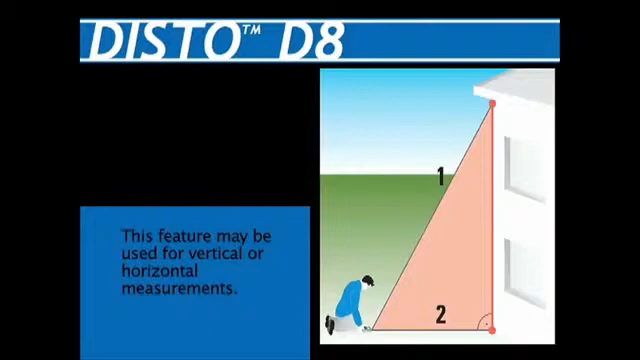 DISTO™ D8
1
This feature may be
used for vertical or
horizontal
measurements.
2